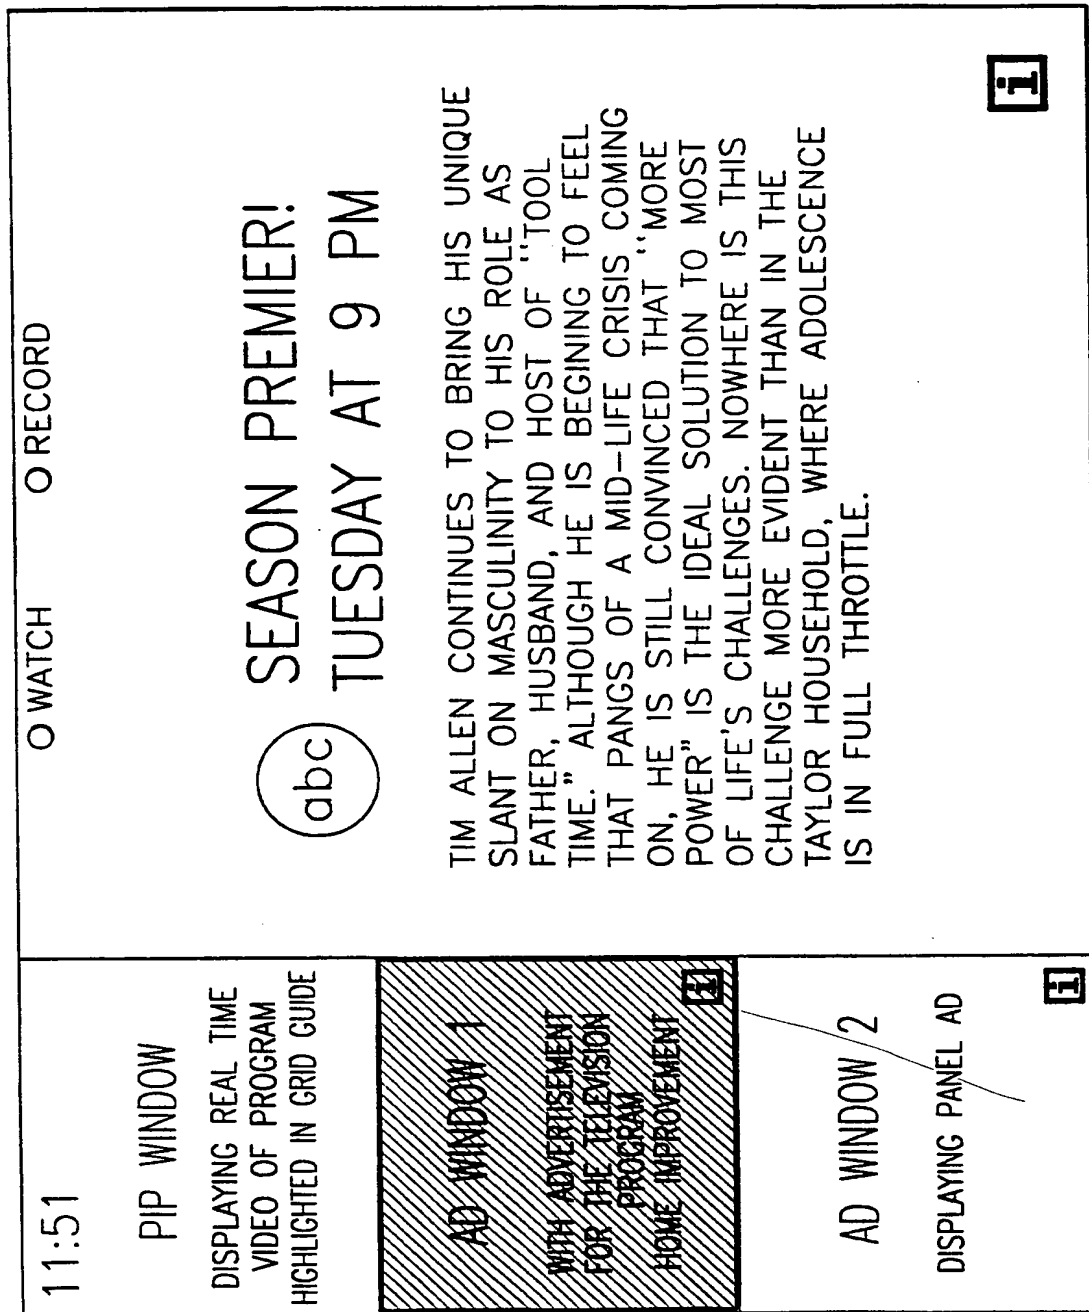 11:51
PIP WINDOW
DISPLAYING REAL TIME
VIDEO OF PROGRAM
HIGHLIGHTED IN GRID GUIDE
AD WINDOW 1
WITH ADVERTISEMENT
FOR THE TELEVISION
PROGRAM
HOME IMPROVEMENT
i
AD WINDOW 2
DISPLAYING PANEL AD
i
O WATCH O RECORD
abc
SEASON PREMIER!
TUESDAY AT 9 PM
TIM ALLEN CONTINUES TO BRING HIS UNIQUE
SLANT ON MASCULINITY TO HIS ROLE AS
FATHER, HUSBAND, AND HOST OF ``TOOL
TIME.” ALTHOUGH HE IS BEGINING TO FEEL
THAT PANGS OF A MID–LIFE CRISIS COMING
ON, HE IS STILL CONVINCED THAT ``MORE
POWER” IS THE IDEAL SOLUTION TO MOST
OF LIFE'S CHALLENGES. NOWHERE IS THIS
CHALLENGE MORE EVIDENT THAN IN THE
TAYLOR HOUSEHOLD, WHERE ADOLESCENCE
IS IN FULL THROTTLE.
i